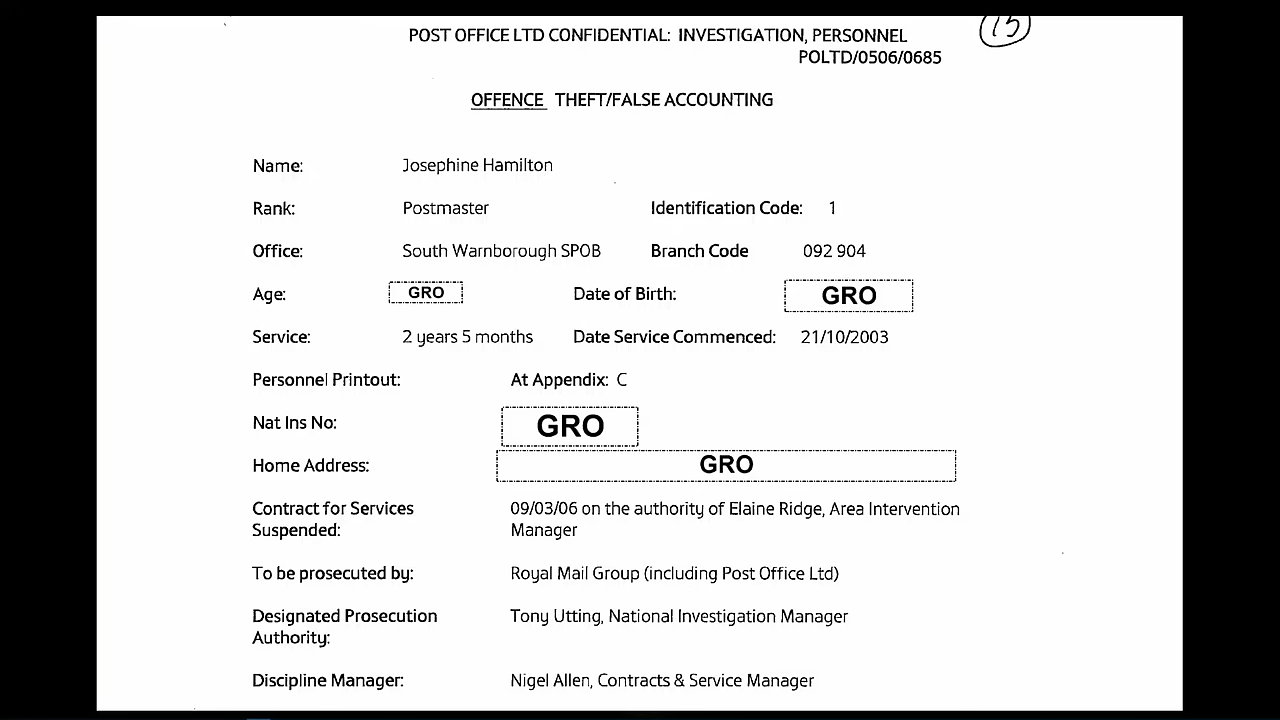 15
POST OFFICE LTD CONFIDENTIAL: INVESTIGATION, PERSONNEL
POLTD/0506/0685
OFFENCE THEFT/FALSE ACCOUNTING
Name: Josephine Hamilton
Rank: Postmaster Identification Code: 1
Office: South Warnborough SPOB Branch Code 092 904
Age: GRO Date of Birth: GRO
Service: 2 years 5 months Date Service Commenced: 21/10/2003
Personnel Printout: At Appendix: C
Nat Ins No: GRO
Home Address: GRO
Contract for Services 09/03/06 on the authority of Elaine Ridge, Area Intervention
Suspended: Manager
To be prosecuted by: Royal Mail Group (including Post Office Ltd)
Designated Prosecution Tony Utting, National Investigation Manager
Authority:
Discipline Manager: Nigel Allen, Contracts & Service Manager